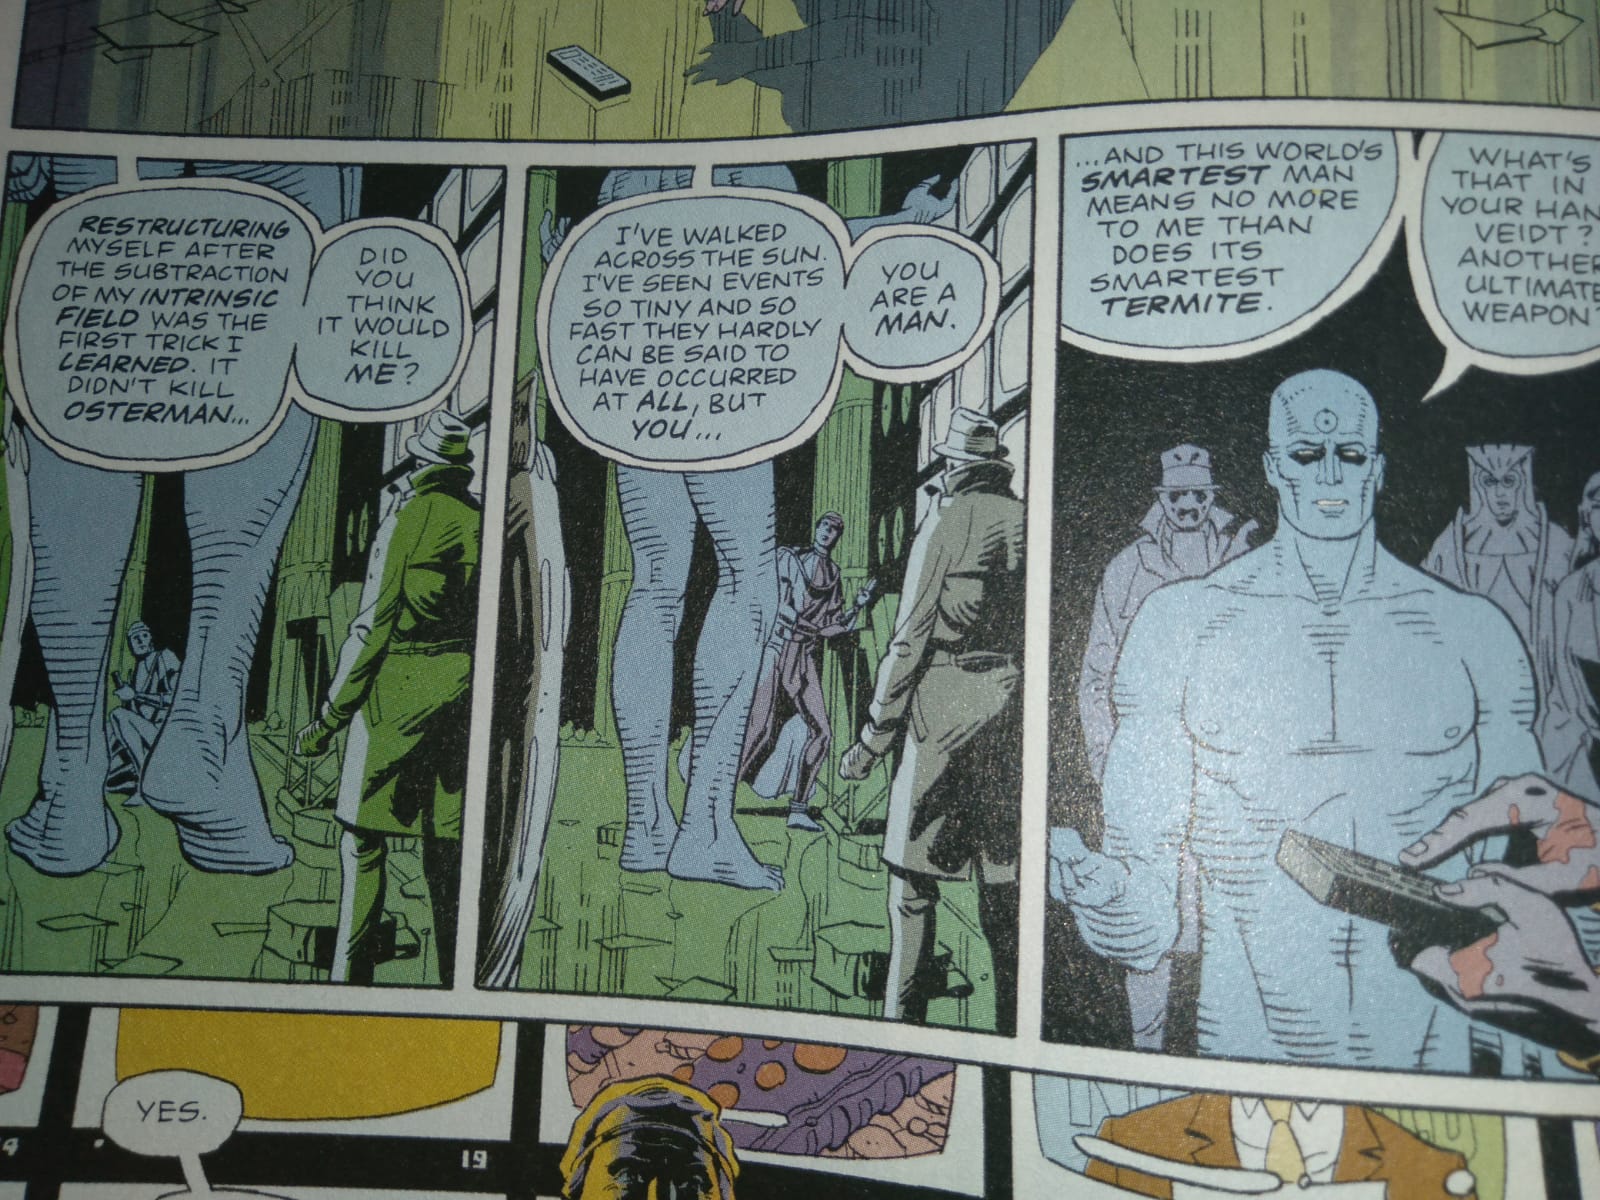 RESTRUCTURING
MYSELF AFTER
THE SUBTRACTION
OF MY INTRINSIC
FIELD WAS THE
FIRST TRICK I
LEARNED. IT
DIDN'T KILL
OSTERMAN...
DID
YOU
THINK
IT WOULD
KILL
ME?
I'VE WALKED
ACROSS THE SUN.
I'VE SEEN EVENTS
SO TINY AND SO
FAST THEY HARDLY
CAN BE SAID TO
HAVE OCCURRED
AT ALL, BUT
YOU...
YOU
ARE A
MAN.
...AND THIS WORLD'S
SMARTEST MAN
MEANS NO MORE
TO ME THAN
DOES ITS
SMARTEST
TERMITE.
WHAT'S
THAT IN
YOUR HAN
VEIDT?
ANOTHER
ULTIMATE
WEAPON
YES.
4
19